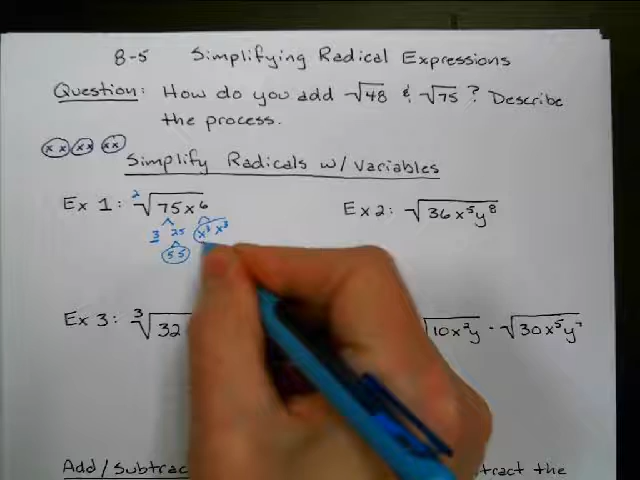 8-5 Simplifying Radical Expressions
Question: How do you add √48 & √75? Describe
the process.
x x x x x x
Simplify Radicals w/ Variables
Ex 1: ²√75x⁶
3 25 x³ x³
5 5
Ex 2: √36x⁵y⁸
Ex 3: ³√32
√10x²y · √30x⁵y⁷
Add/Subtrac
tract the